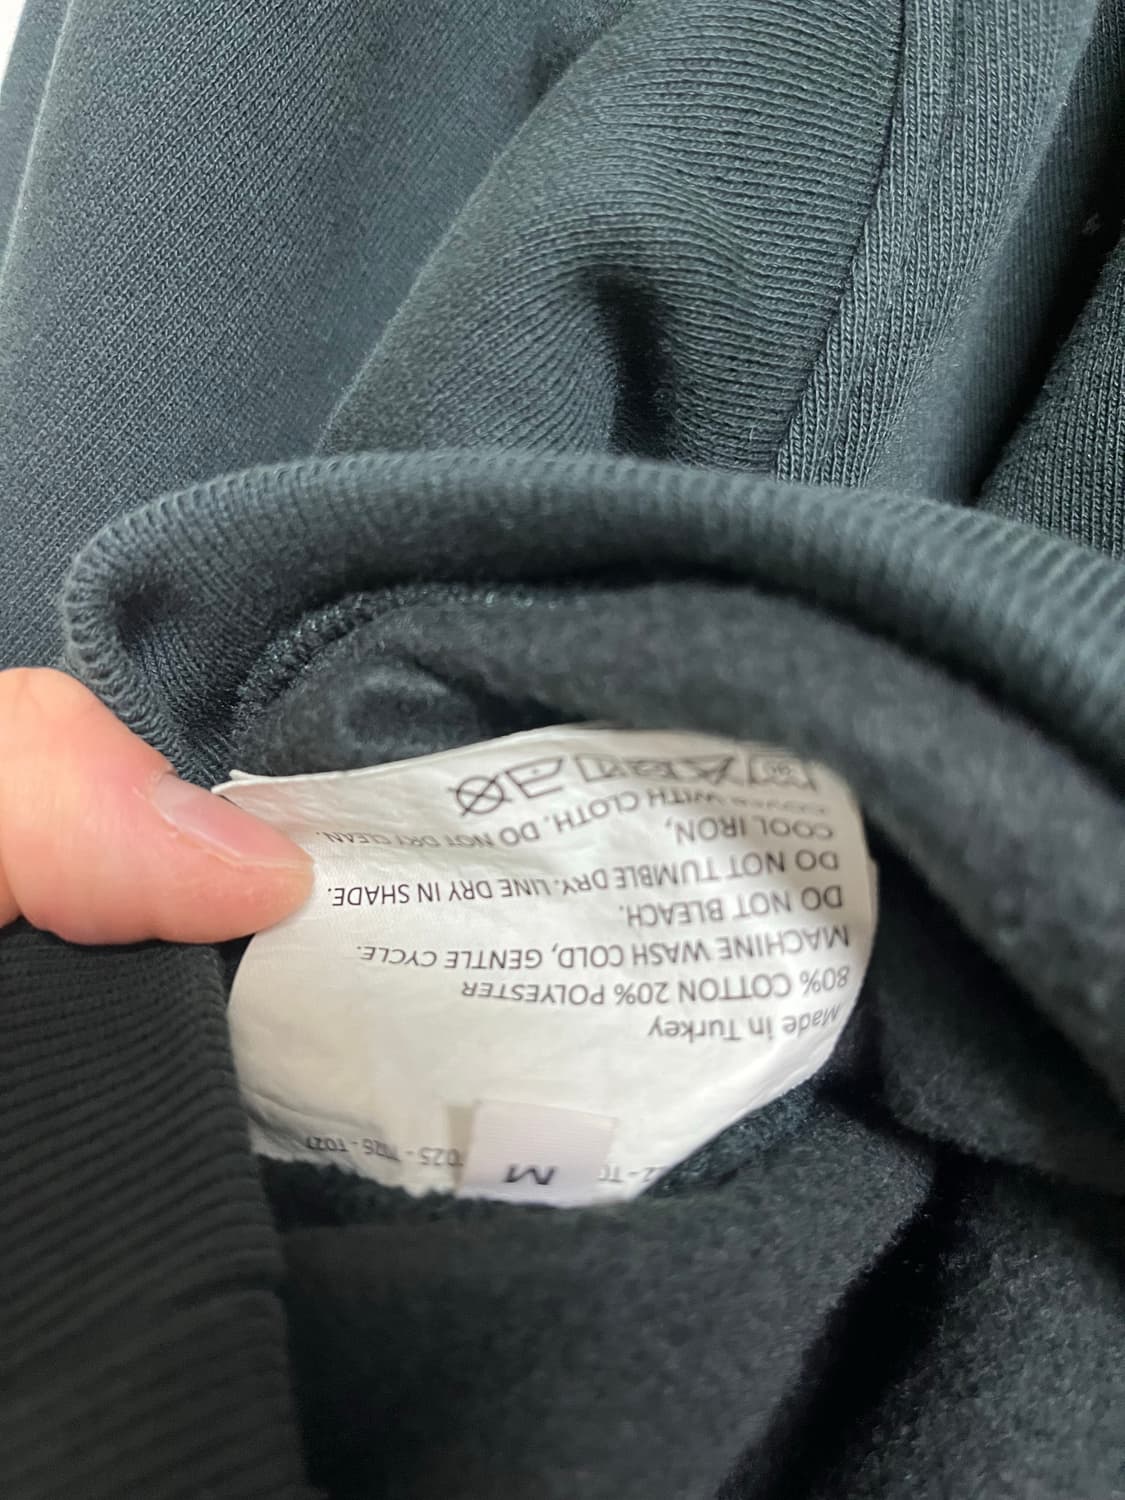 M
Made in Turkey
80% COTTON 20% POLYESTER
MACHINE WASH COLD, GENTLE CYCLE.
DO NOT BLEACH.
DO NOT TUMBLE DRY. LINE DRY IN SHADE.
COOL IRON,
WITH CLOTH. DO NOT DRY CLEAN.